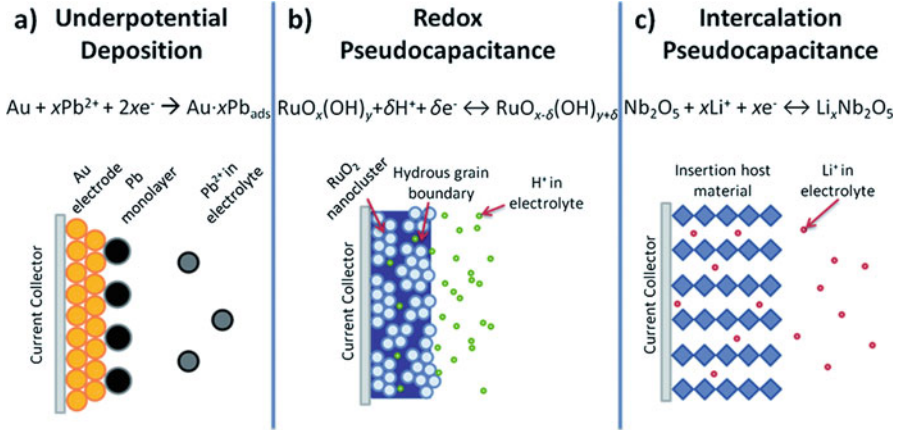 a) Underpotential
Deposition
Au + xPb²⁺ + 2xe⁻ → Au·xPb_ads
Au
electrode
Pb
monolayer
Pb²⁺ in
electrolyte
Current Collector
b) Redox
Pseudocapacitance
RuOₓ(OH)ᵧ+δH⁺+ δe⁻ ↔ RuOₓ₋δ(OH)ᵧ₊δ
RuO₂
nanocluster
Hydrous grain
boundary
H⁺ in
electrolyte
Current Collector
c) Intercalation
Pseudocapacitance
Nb₂O₅ + xLi⁺ + xe⁻ ↔ LiₓNb₂O₅
Insertion host
material
Li⁺ in
electrolyte
Current Collector